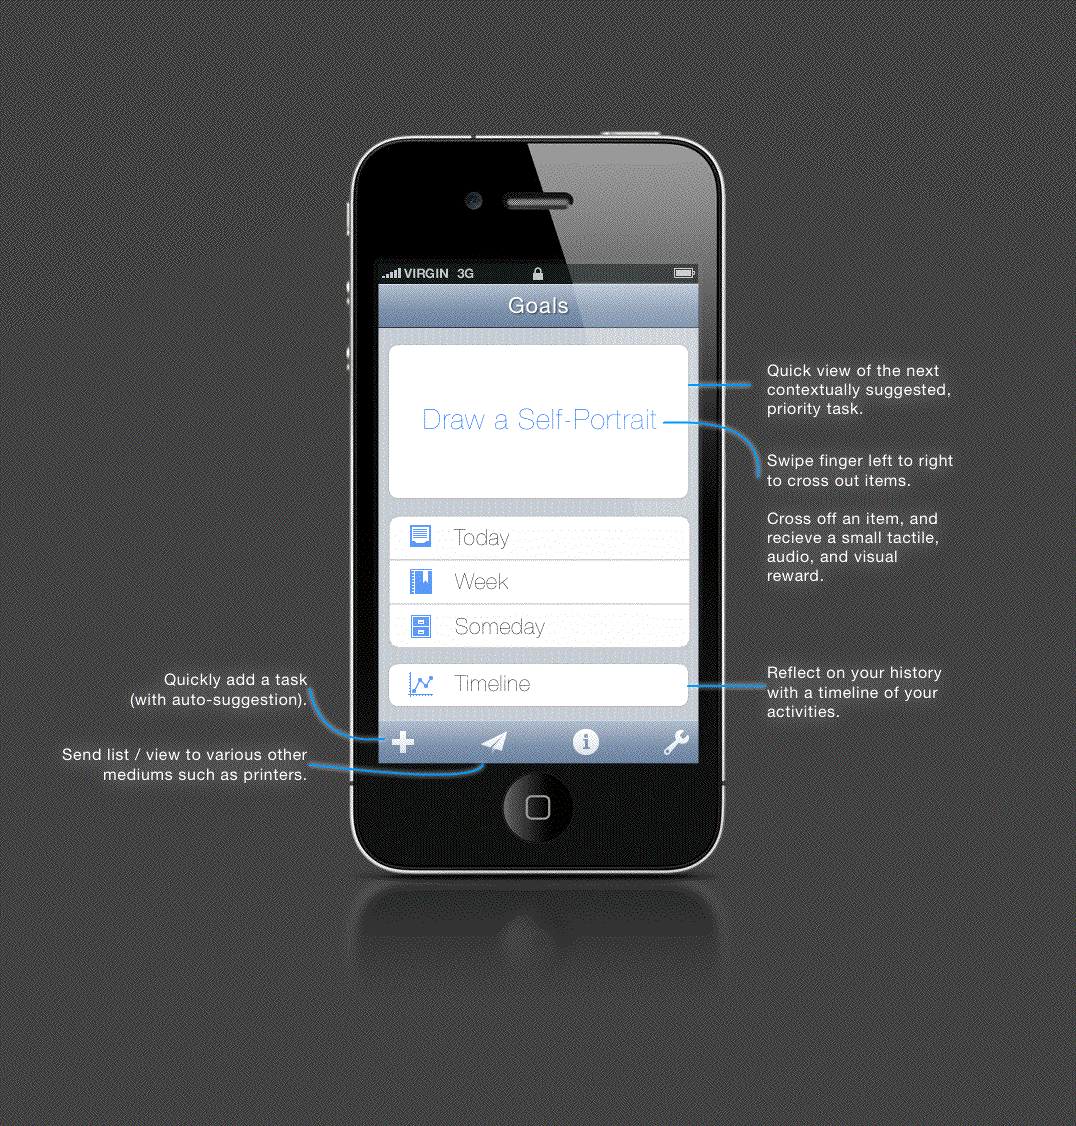 VIRGIN 3G
Goals
Draw a Self-Portrait
Today
Week
Someday
Timeline
Quick view of the next
contextually suggested,
priority task.
Swipe finger left to right
to cross out items.
Cross off an item, and
recieve a small tactile,
audio, and visual
reward.
Reflect on your history
with a timeline of your
activities.
Quickly add a task
(with auto-suggestion).
Send list / view to various other
mediums such as printers.